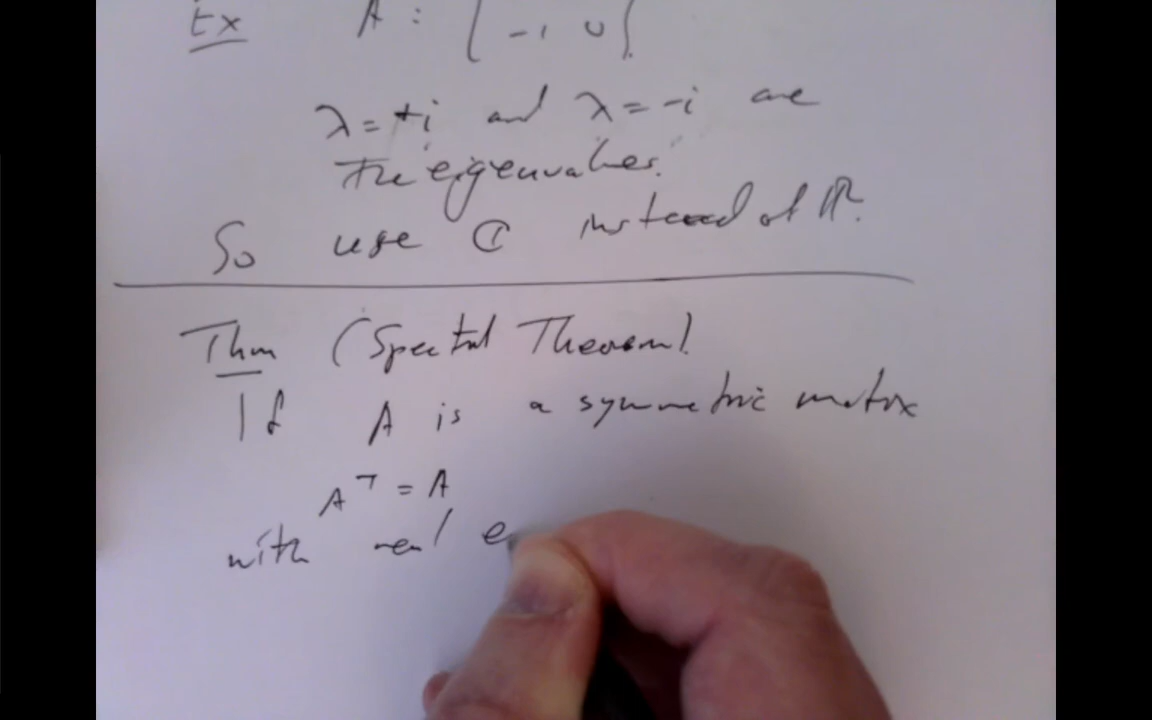 Ex A : [ -1 0 ].
λ = +i and λ = -i are
the eigenvalues.
So use ℂ instead of ℝ.
Thm (Spectral Theorem).
If A is a symmetric matrix
A^T = A
with real e